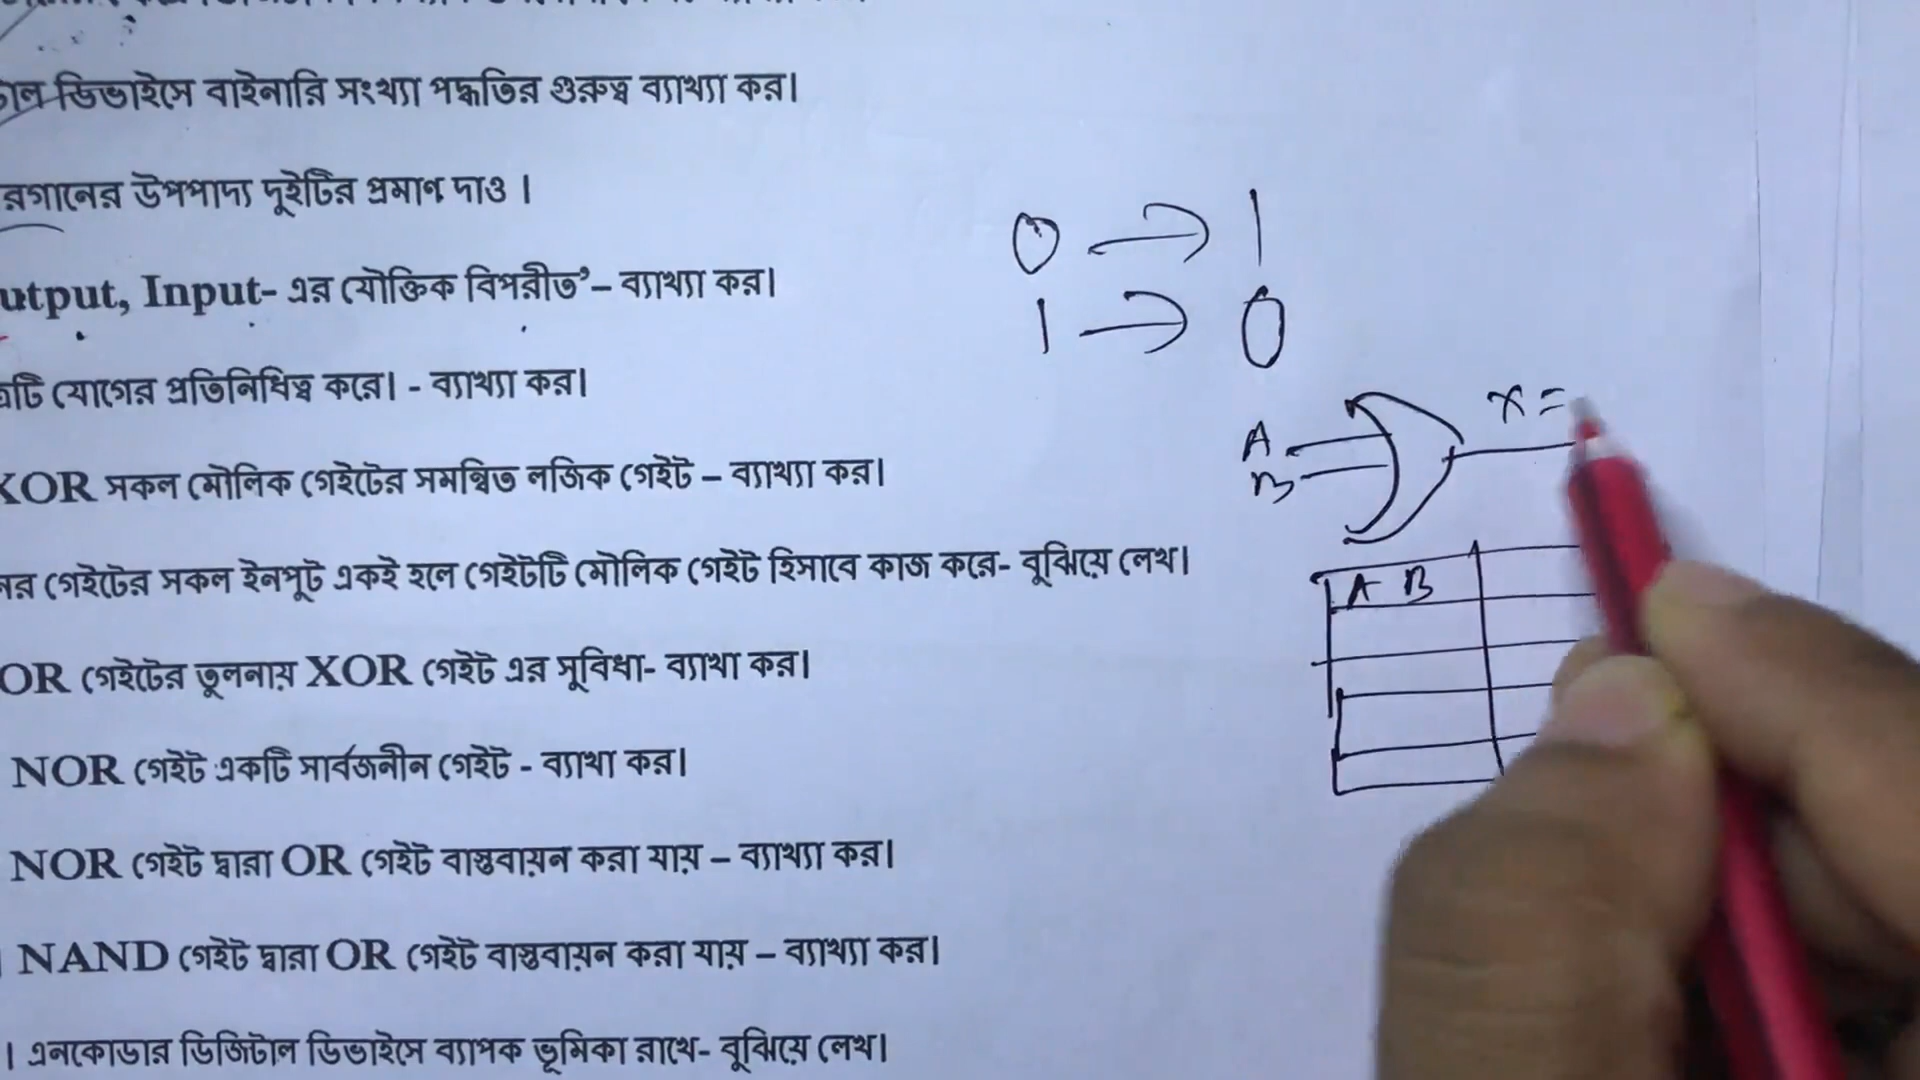 ডিভাইসে বাইনারি সংখ্যা পদ্ধতির গুরুত্ব ব্যাখ্যা কর।
রগানের উপপাদ্য দুইটির প্রমাণ দাও ।
utput, Input- এর যৌক্তিক বিপরীত’– ব্যাখ্যা কর।
টি যোগের প্রতিনিধিত্ব করে। - ব্যাখ্যা কর।
XOR সকল মৌলিক গেইটের সমন্বিত লজিক গেইট – ব্যাখ্যা কর।
গেইটের সকল ইনপুট একই হলে গেইটটি মৌলিক গেইট হিসাবে কাজ করে- বুঝিয়ে লেখ।
OR গেইটের তুলনায় XOR গেইট এর সুবিধা- ব্যাখা কর।
NOR গেইট একটি সার্বজনীন গেইট - ব্যাখা কর।
NOR গেইট দ্বারা OR গেইট বাস্তবায়ন করা যায় – ব্যাখ্যা কর।
NAND গেইট দ্বারা OR গেইট বাস্তবায়ন করা যায় – ব্যাখ্যা কর।
। এনকোডার ডিজিটাল ডিভাইসে ব্যাপক ভূমিকা রাখে- বুঝিয়ে লেখ।
0 → 1
1 → 0
A
B
X =
A B